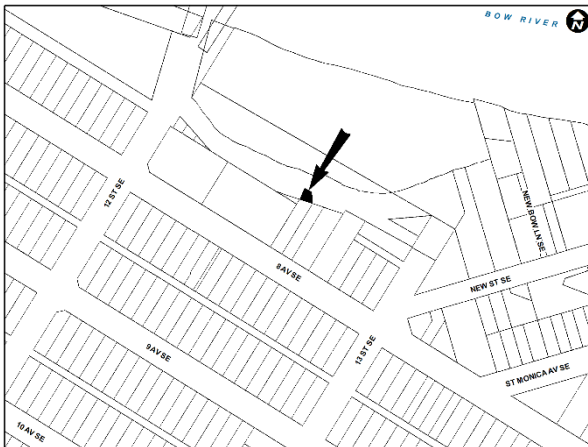 BOW RIVER
N
12 ST SE
NEW BOW LN SE
8 AV SE
NEW ST SE
9 AV SE
13 ST SE
ST MONICA AV SE
10 AV SE